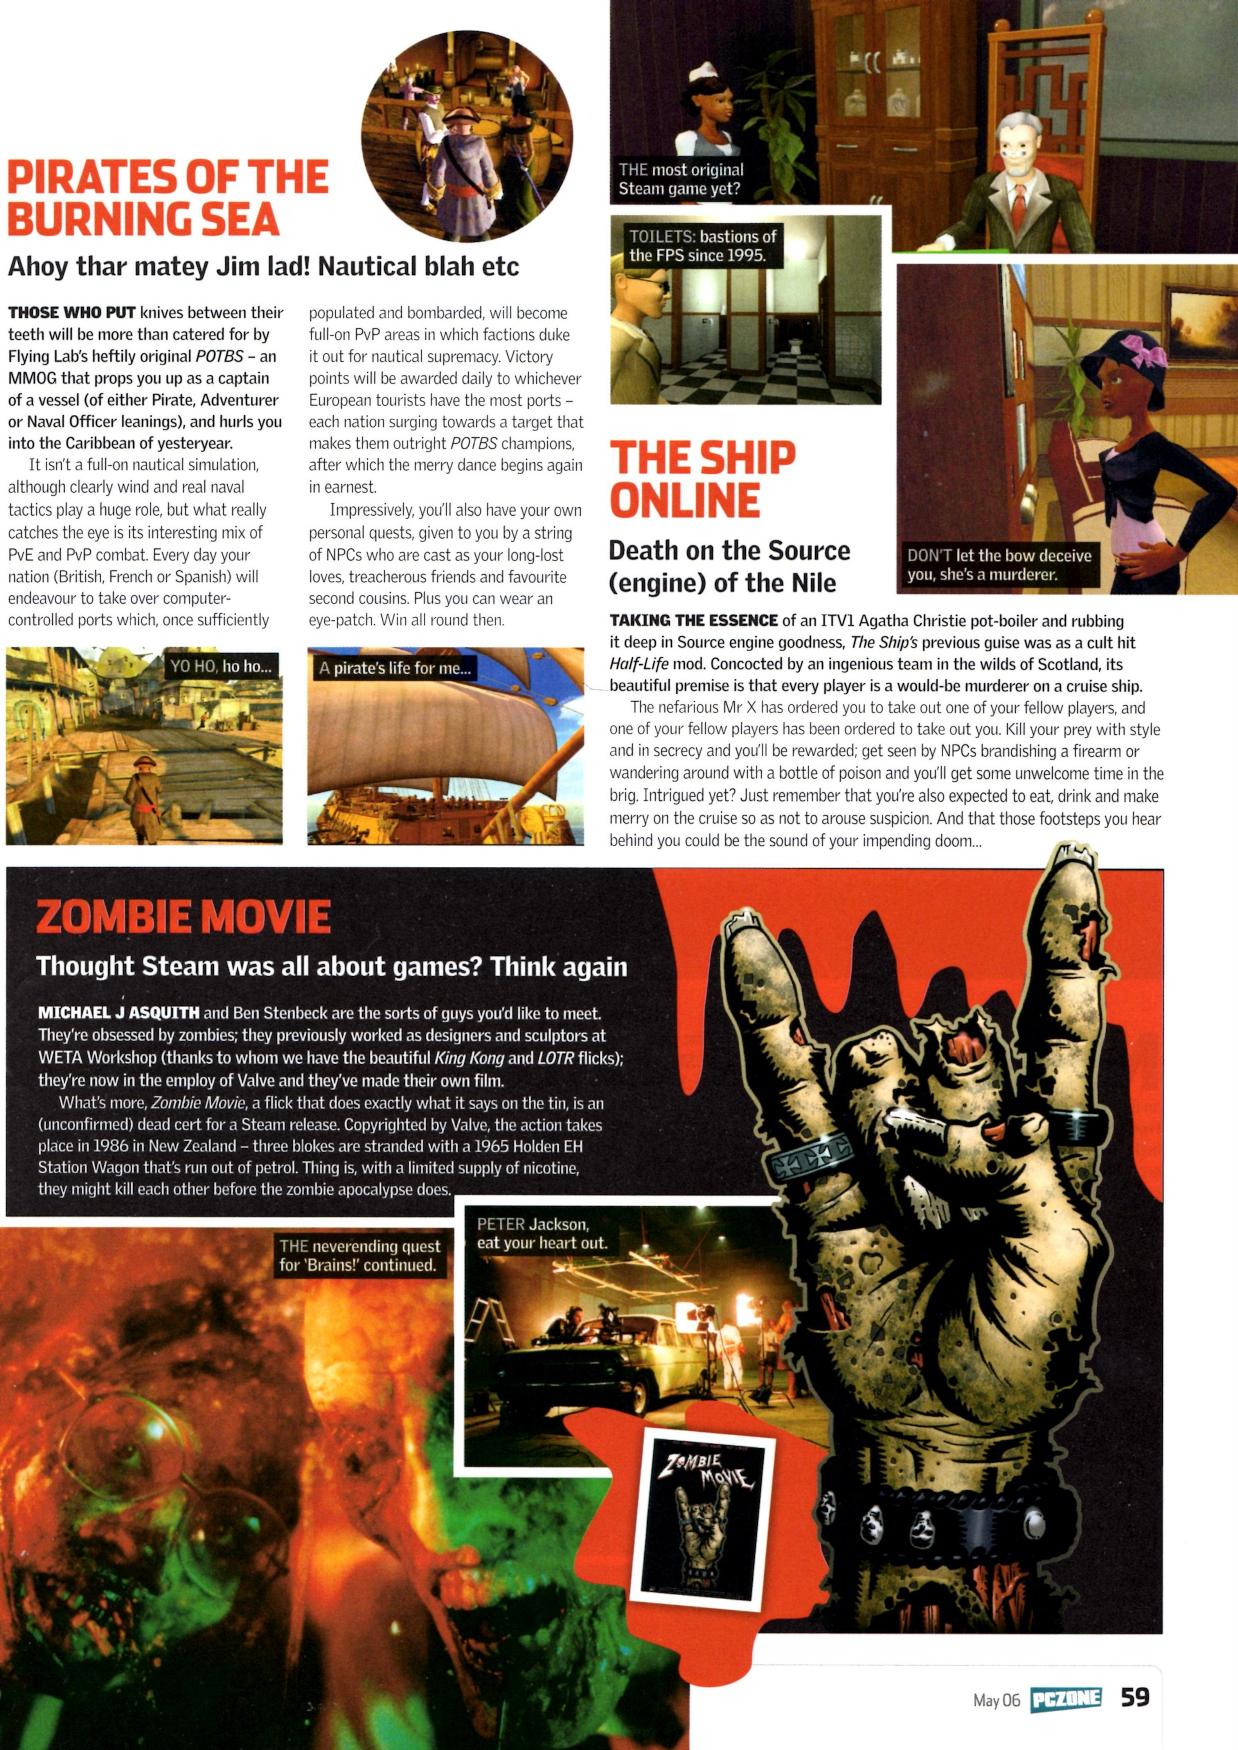 PIRATES OF THE
BURNING SEA
Ahoy thar matey Jim lad! Nautical blah etc
THOSE WHO PUT knives between their
teeth will be more than catered for by
Flying Lab's heftily original POTBS – an
MMOG that props you up as a captain
of a vessel (of either Pirate, Adventurer
or Naval Officer leanings), and hurls you
into the Caribbean of yesteryear.
It isn't a full-on nautical simulation,
although clearly wind and real naval
tactics play a huge role, but what really
catches the eye is its interesting mix of
PvE and PvP combat. Every day your
nation (British, French or Spanish) will
endeavour to take over computer-
controlled ports which, once sufficiently
populated and bombarded, will become
full-on PvP areas in which factions duke
it out for nautical supremacy. Victory
points will be awarded daily to whichever
European tourists have the most ports –
each nation surging towards a target that
makes them outright POTBS champions,
after which the merry dance begins again
in earnest.
Impressively, you'll also have your own
personal quests, given to you by a string
of NPCs who are cast as your long-lost
loves, treacherous friends and favourite
second cousins. Plus you can wear an
eye-patch. Win all round then.
YO HO, ho ho...
A pirate's life for me...
THE most original
Steam game yet?
TOILETS: bastions of
the FPS since 1995.
DON'T let the bow deceive
you, she's a murderer.
THE SHIP
ONLINE
Death on the Source
(engine) of the Nile
TAKING THE ESSENCE of an ITV1 Agatha Christie pot-boiler and rubbing
it deep in Source engine goodness, The Ship's previous guise was as a cult hit
Half-Life mod. Concocted by an ingenious team in the wilds of Scotland, its
beautiful premise is that every player is a would-be murderer on a cruise ship.
The nefarious Mr X has ordered you to take out one of your fellow players, and
one of your fellow players has been ordered to take out you. Kill your prey with style
and in secrecy and you'll be rewarded; get seen by NPCs brandishing a firearm or
wandering around with a bottle of poison and you'll get some unwelcome time in the
brig. Intrigued yet? Just remember that you're also expected to eat, drink and make
merry on the cruise so as not to arouse suspicion. And that those footsteps you hear
behind you could be the sound of your impending doom...
ZOMBIE MOVIE
Thought Steam was all about games? Think again
MICHAEL J ASQUITH and Ben Stenbeck are the sorts of guys you'd like to meet.
They're obsessed by zombies; they previously worked as designers and sculptors at
WETA Workshop (thanks to whom we have the beautiful King Kong and LOTR flicks);
they're now in the employ of Valve and they've made their own film.
What's more, Zombie Movie, a flick that does exactly what it says on the tin, is an
(unconfirmed) dead cert for a Steam release. Copyrighted by Valve, the action takes
place in 1986 in New Zealand – three blokes are stranded with a 1965 Holden EH
Station Wagon that's run out of petrol. Thing is, with a limited supply of nicotine,
they might kill each other before the zombie apocalypse does.
THE neverending quest
for 'Brains!' continued.
PETER Jackson,
eat your heart out.
ZOMBIE
MOVIE
May 06 PCZONE 59